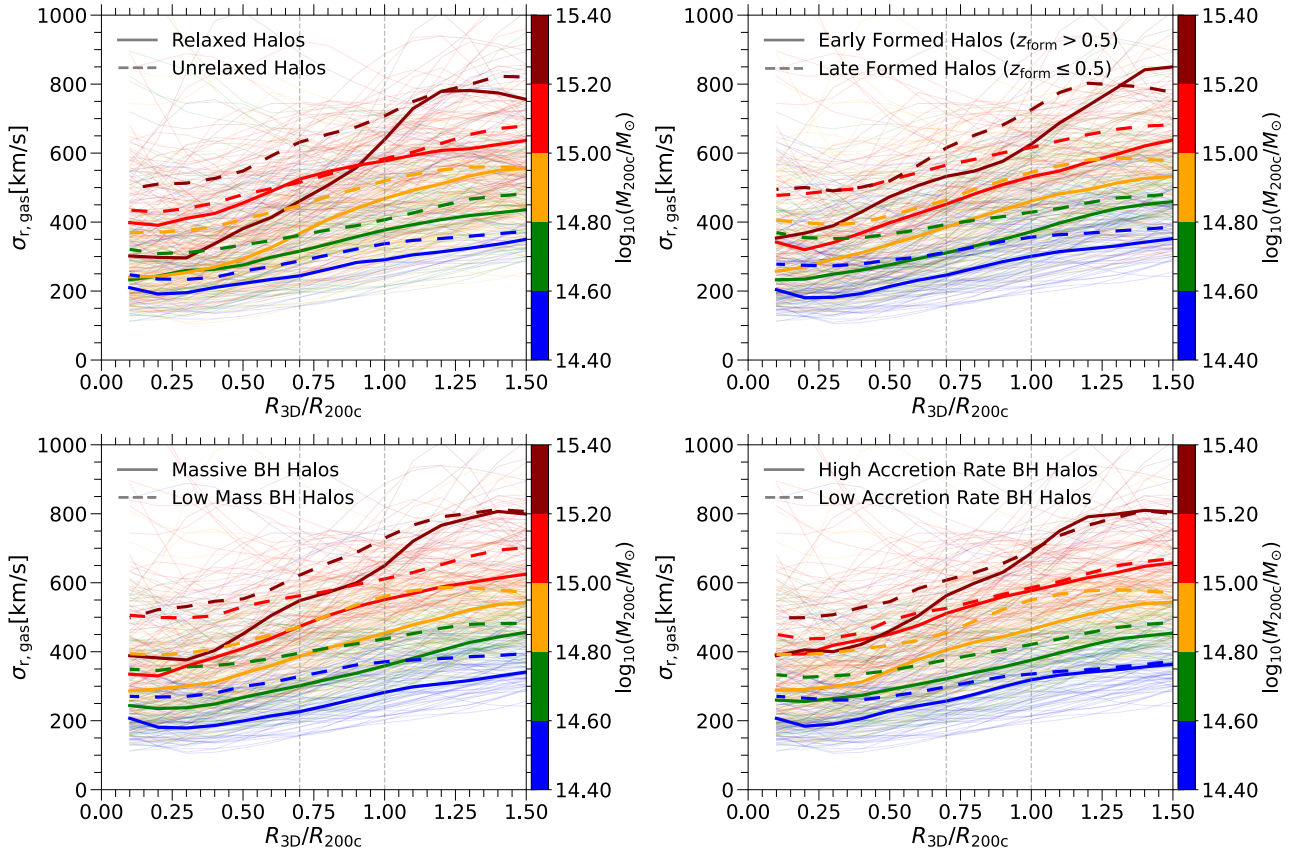 Relaxed Halos
Unrelaxed Halos
σr,gas[km/s]
1000
800
600
400
200
0
0.00 0.25 0.50 0.75 1.00 1.25 1.50
R3D/R200c
15.40
15.20
15.00
14.80
14.60
14.40
log10(M200c/M⊙)
Early Formed Halos (zform > 0.5)
Late Formed Halos (zform ≤ 0.5)
σr,gas[km/s]
1000
800
600
400
200
0
0.00 0.25 0.50 0.75 1.00 1.25 1.50
R3D/R200c
15.40
15.20
15.00
14.80
14.60
14.40
log10(M200c/M⊙)
Massive BH Halos
Low Mass BH Halos
σr,gas[km/s]
1000
800
600
400
200
0
0.00 0.25 0.50 0.75 1.00 1.25 1.50
R3D/R200c
15.40
15.20
15.00
14.80
14.60
14.40
log10(M200c/M⊙)
High Accretion Rate BH Halos
Low Accretion Rate BH Halos
σr,gas[km/s]
1000
800
600
400
200
0
0.00 0.25 0.50 0.75 1.00 1.25 1.50
R3D/R200c
15.40
15.20
15.00
14.80
14.60
14.40
log10(M200c/M⊙)